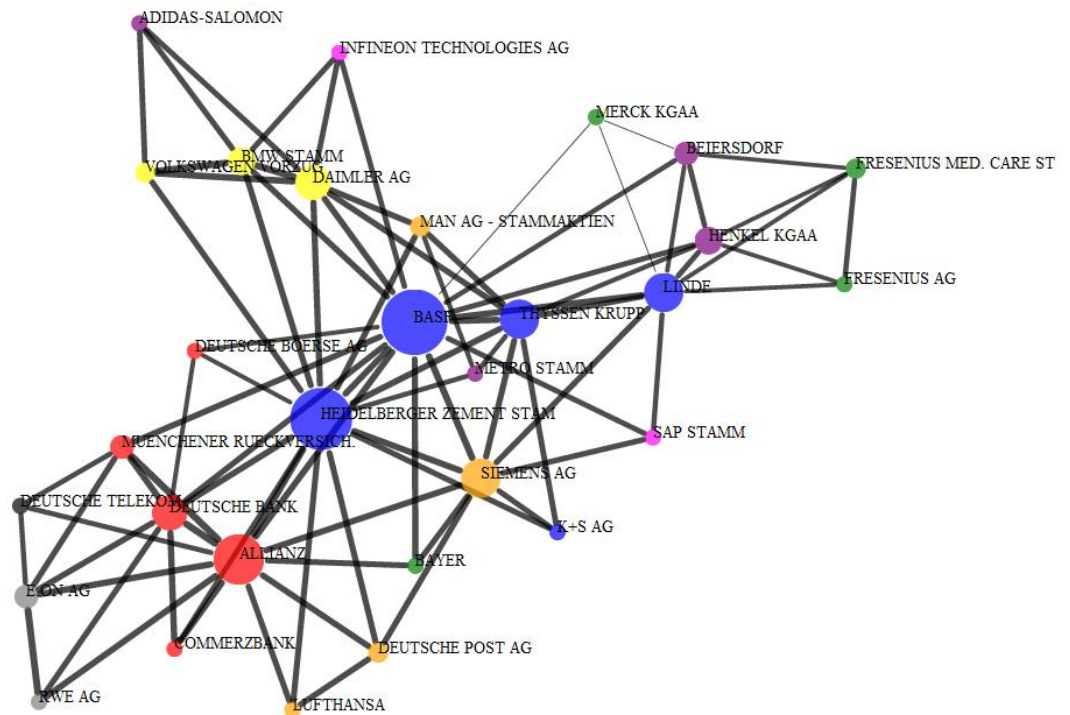 ADIDAS-SALOMON
INFINEON TECHNOLOGIES AG
MERCK KGAA
BEIERSDORF
BMW STAMM
FRESENIUS MED. CARE ST
VOLKSWAGEN VORZUG
DAIMLER AG
MAN AG - STAMMAKTIEN
HENKEL KGAA
FRESENIUS AG
LINDE
BASF
THYSSEN KRUPP
DEUTSCHE BOERSE AG
METRO STAMM
HEIDELBERGER ZEMENT STAM
SAP STAMM
MUENCHENER RUECKVERSICH.
SIEMENS AG
DEUTSCHE TELEKOM
DEUTSCHE BANK
K+S AG
ALLIANZ
BAYER
E.ON AG
COMMERZBANK
DEUTSCHE POST AG
RWE AG
LUFTHANSA